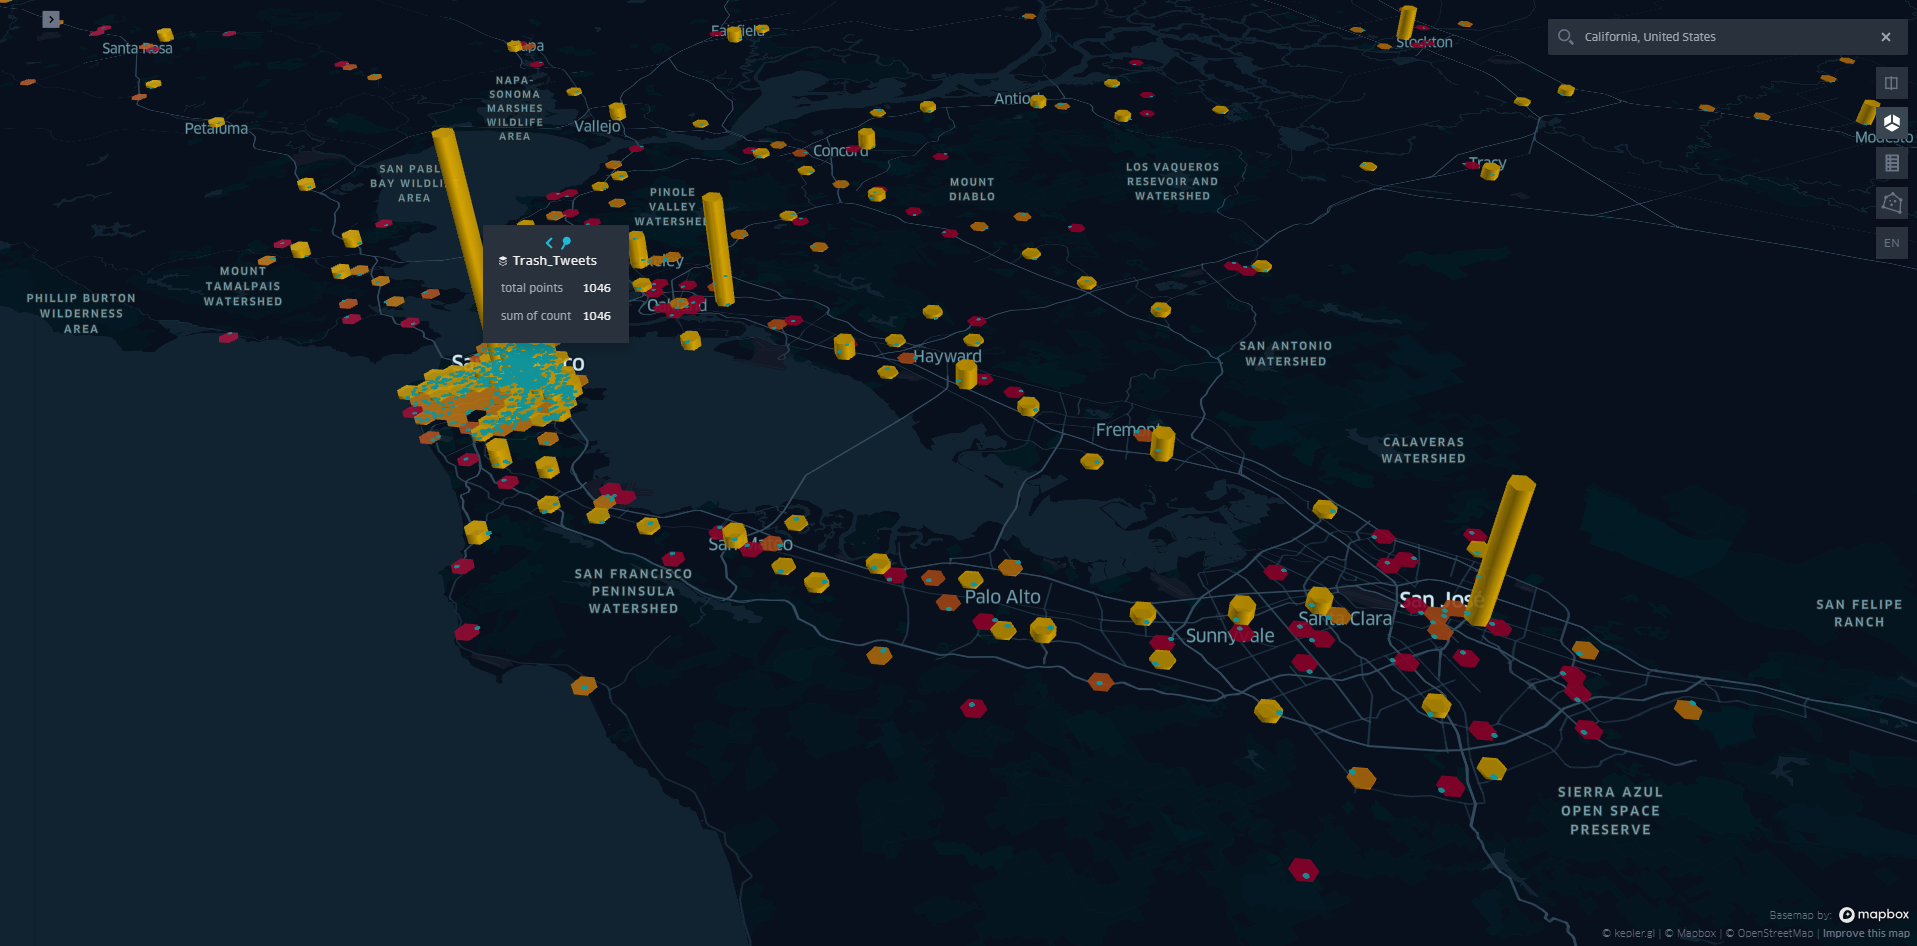 California, United States
EN
Santa Rosa
Napa
Fairfield
Stockton
NAPA-
SONOMA
MARSHES
WILDLIFE
AREA
Antioch
Petaluma
Vallejo
Modesto
Concord
Tracy
SAN PABLO
BAY WILDLIFE
AREA
PINOLE
VALLEY
WATERSHED
MOUNT
DIABLO
LOS VAQUEROS
RESEVOIR AND
WATERSHED
Trash_Tweets
total points 1046
sum of count 1046
MOUNT
TAMALPAIS
WATERSHED
PHILLIP BURTON
WILDERNESS
AREA
Oakland
SAN ANTONIO
WATERSHED
Hayward
Fremont
CALAVERAS
WATERSHED
San Mateo
SAN FRANCISCO
PENINSULA
WATERSHED
Palo Alto
San Jose
SAN FELIPE
RANCH
Santa Clara
Sunnyvale
SIERRA AZUL
OPEN SPACE
PRESERVE
Basemap by: mapbox
© kepler.gl | © Mapbox | © OpenStreetMap | Improve this map